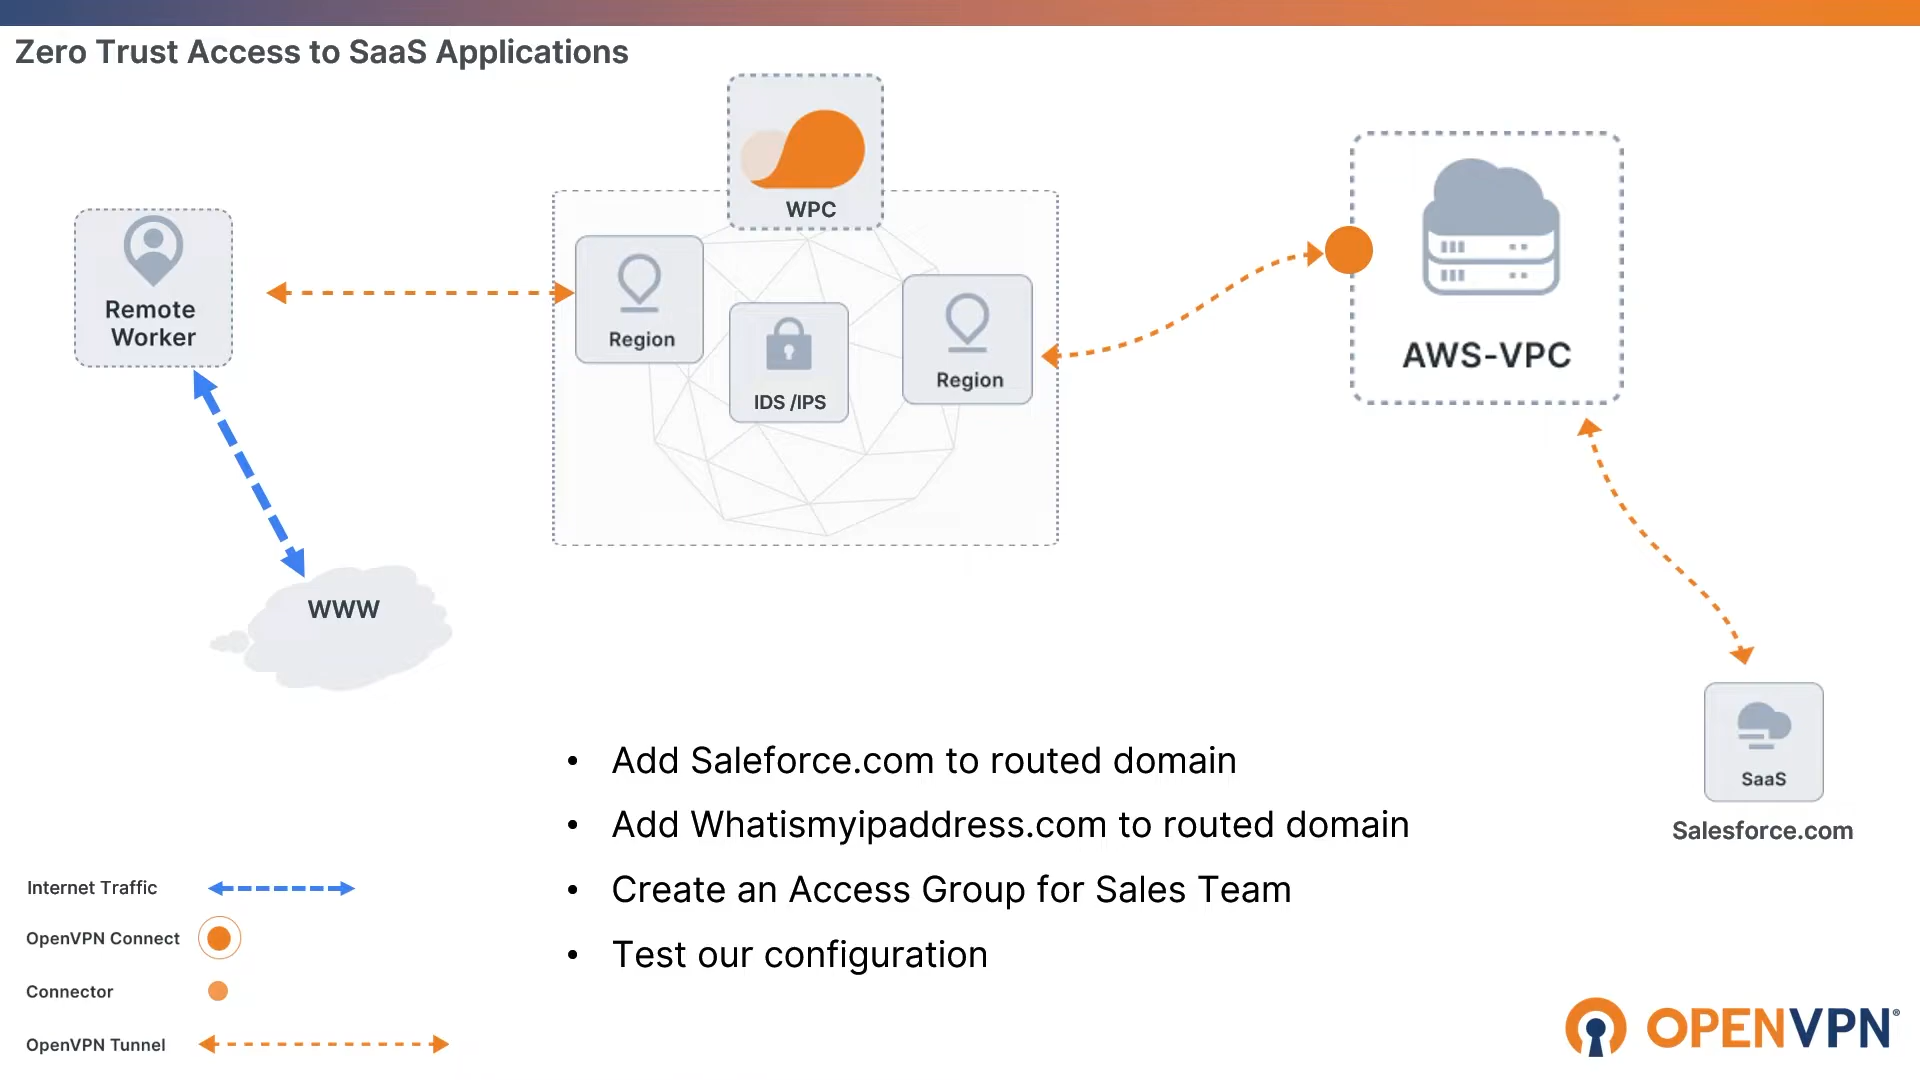 Zero Trust Access to SaaS Applications
WPC
Remote
Worker
Region
IDS /IPS
Region
AWS-VPC
WWW
SaaS
Salesforce.com
• Add Saleforce.com to routed domain
• Add Whatismyipaddress.com to routed domain
• Create an Access Group for Sales Team
• Test our configuration
Internet Traffic
OpenVPN Connect
Connector
OpenVPN Tunnel
OPENVPN®